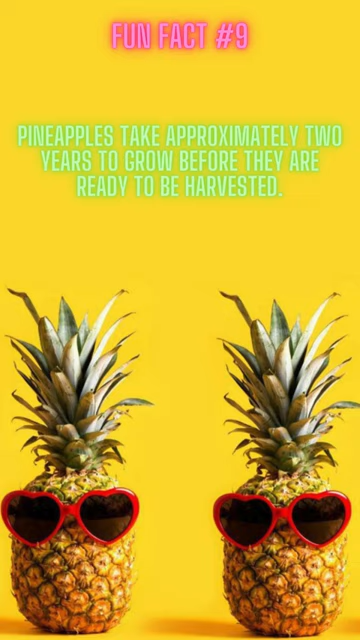 FUN FACT #9
PINEAPPLES TAKE APPROXIMATELY TWO
YEARS TO GROW BEFORE THEY ARE
READY TO BE HARVESTED.